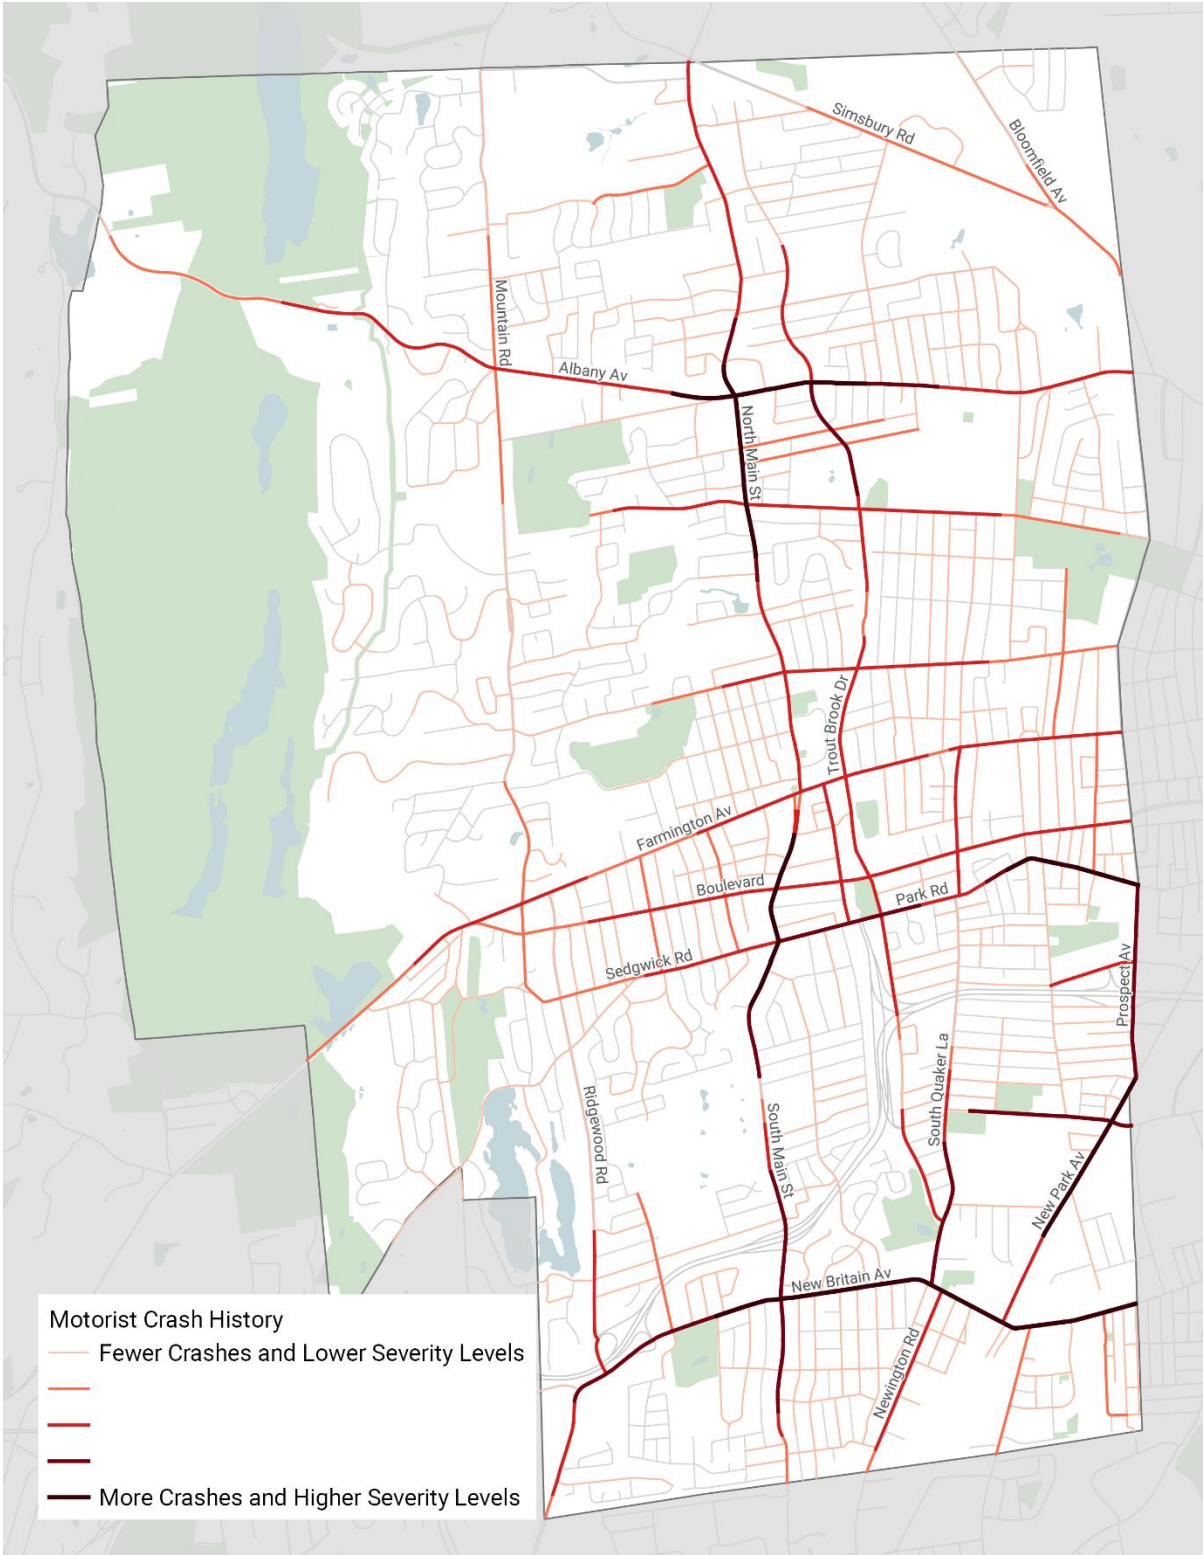 Simsbury Rd
Bloomfield Av
Mountain Rd
Albany Av
North Main St
Trout Brook Dr
Farmington Av
Boulevard
Park Rd
Sedgwick Rd
Prospect Av
South Quaker La
Ridgewood Rd
South Main St
New Park Av
New Britain Av
Newington Rd
Motorist Crash History
Fewer Crashes and Lower Severity Levels
More Crashes and Higher Severity Levels